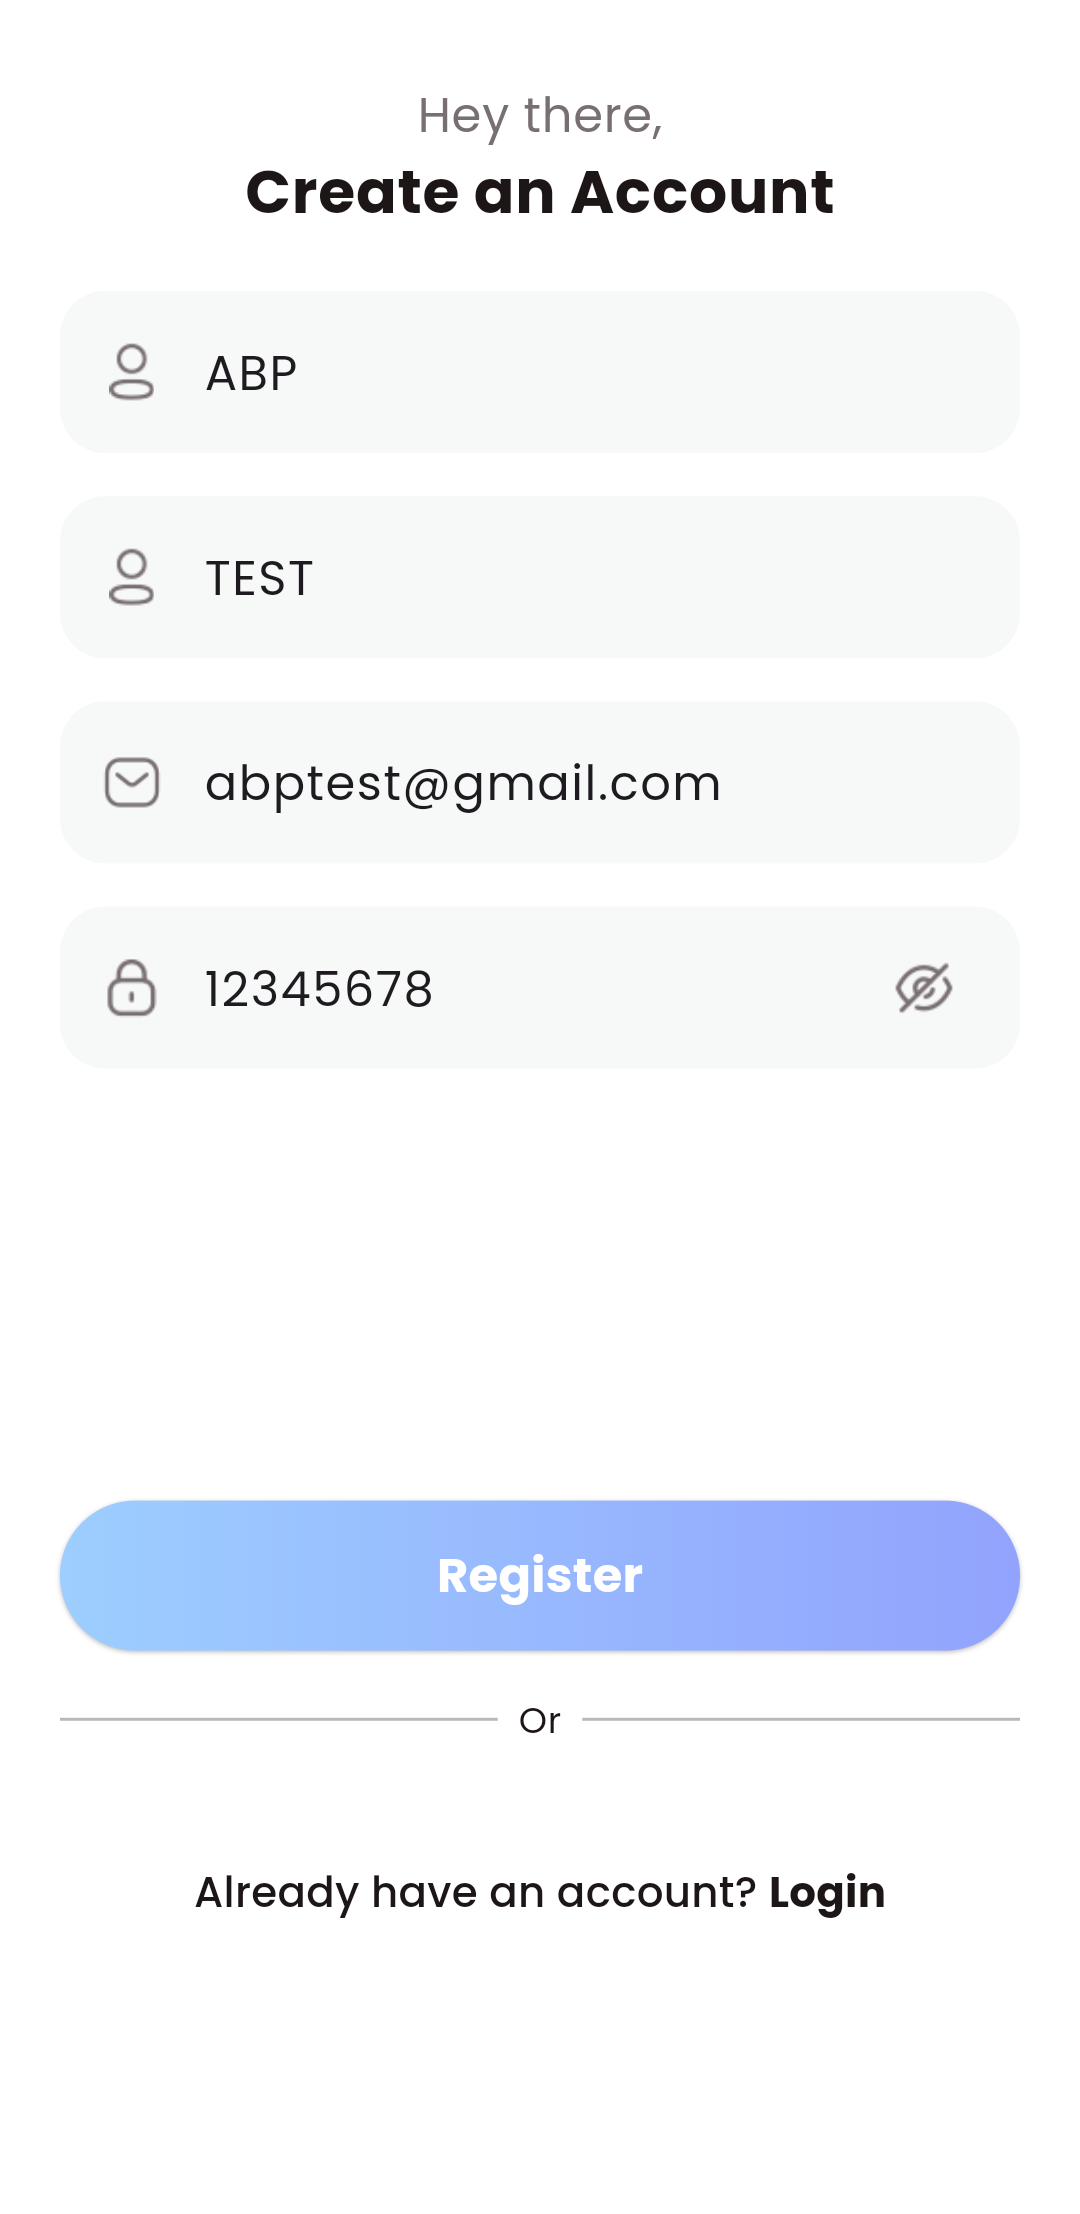 Hey there,
Create an Account
ABP
TEST
abptest@gmail.com
12345678
Register
Or
Already have an account? Login